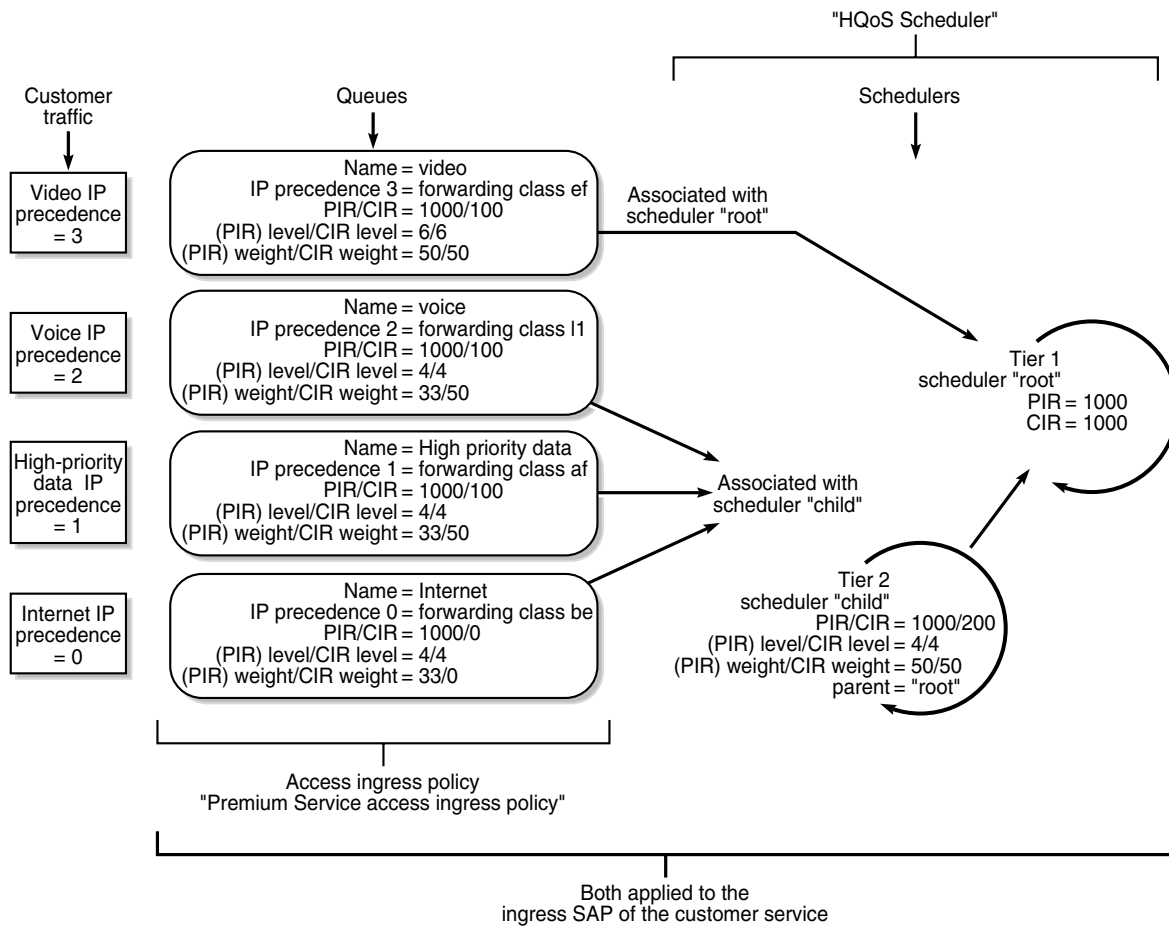 "HQoS Scheduler"
Customer
traffic
Queues
Schedulers
Video IP
precedence
= 3
Name = video
IP precedence 3 = forwarding class ef
PIR/CIR = 1000/100
(PIR) level/CIR level = 6/6
(PIR) weight/CIR weight = 50/50
Associated with
scheduler "root"
Voice IP
precedence
= 2
Name = voice
IP precedence 2 = forwarding class l1
PIR/CIR = 1000/100
(PIR) level/CIR level = 4/4
(PIR) weight/CIR weight = 33/50
Tier 1
scheduler "root"
PIR = 1000
CIR = 1000
High-priority
data IP
precedence
= 1
Name = High priority data
IP precedence 1 = forwarding class af
PIR/CIR = 1000/100
(PIR) level/CIR level = 4/4
(PIR) weight/CIR weight = 33/50
Associated with
scheduler "child"
Internet IP
precedence
= 0
Name = Internet
IP precedence 0 = forwarding class be
PIR/CIR = 1000/0
(PIR) level/CIR level = 4/4
(PIR) weight/CIR weight = 33/0
Tier 2
scheduler "child"
PIR/CIR = 1000/200
(PIR) level/CIR level = 4/4
(PIR) weight/CIR weight = 50/50
parent = "root"
Access ingress policy
"Premium Service access ingress policy"
Both applied to the
ingress SAP of the customer service